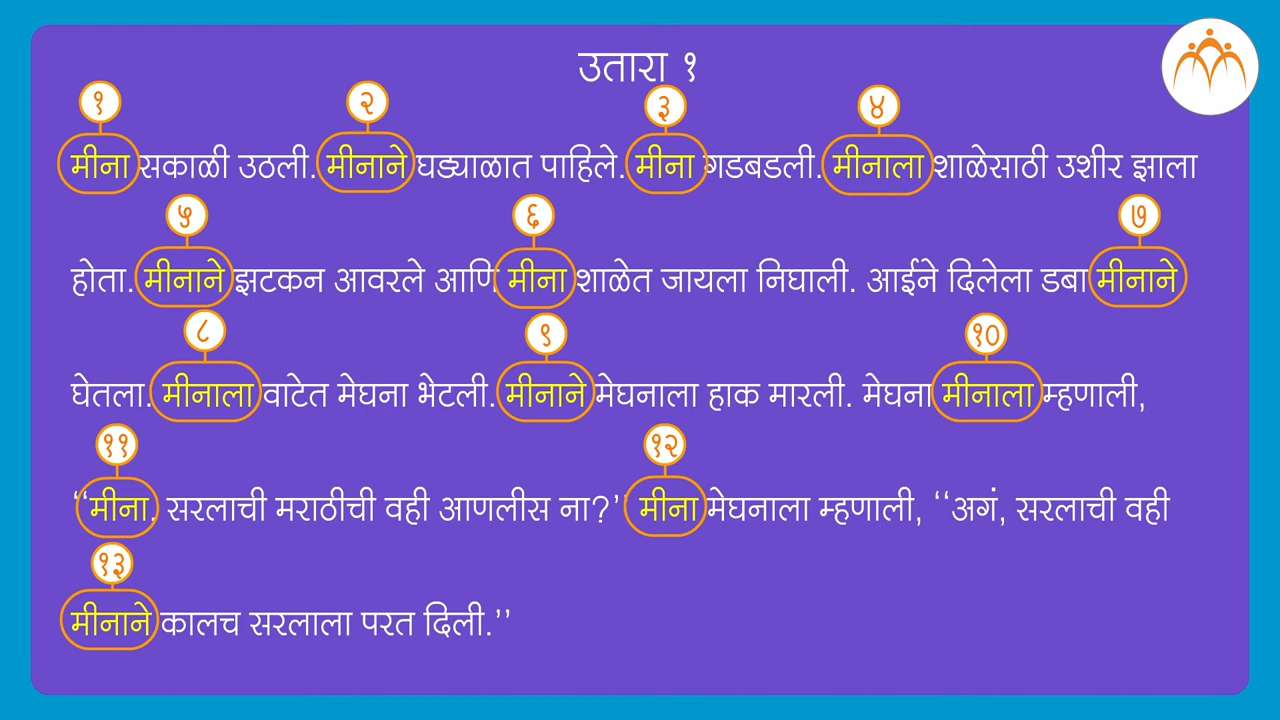 उतारा १
१ २ ३ ४
मीना सकाळी उठली. मीनाने घड्याळात पाहिले. मीना गडबडली. मीनाला शाळेसाठी उशीर झाला
५ ६ ७
होता. मीनाने झटकन आवरले आणि मीना शाळेत जायला निघाली. आईने दिलेला डबा मीनाने
८ ९ १०
घेतला. मीनाला वाटेत मेघना भेटली. मीनाने मेघनाला हाक मारली. मेघना मीनाला म्हणाली,
११ १२
‘‘मीना. सरलाची मराठीची वही आणलीस ना?’’ मीना मेघनाला म्हणाली, ‘‘अगं, सरलाची वही
१३
मीनाने कालच सरलाला परत दिली.’’